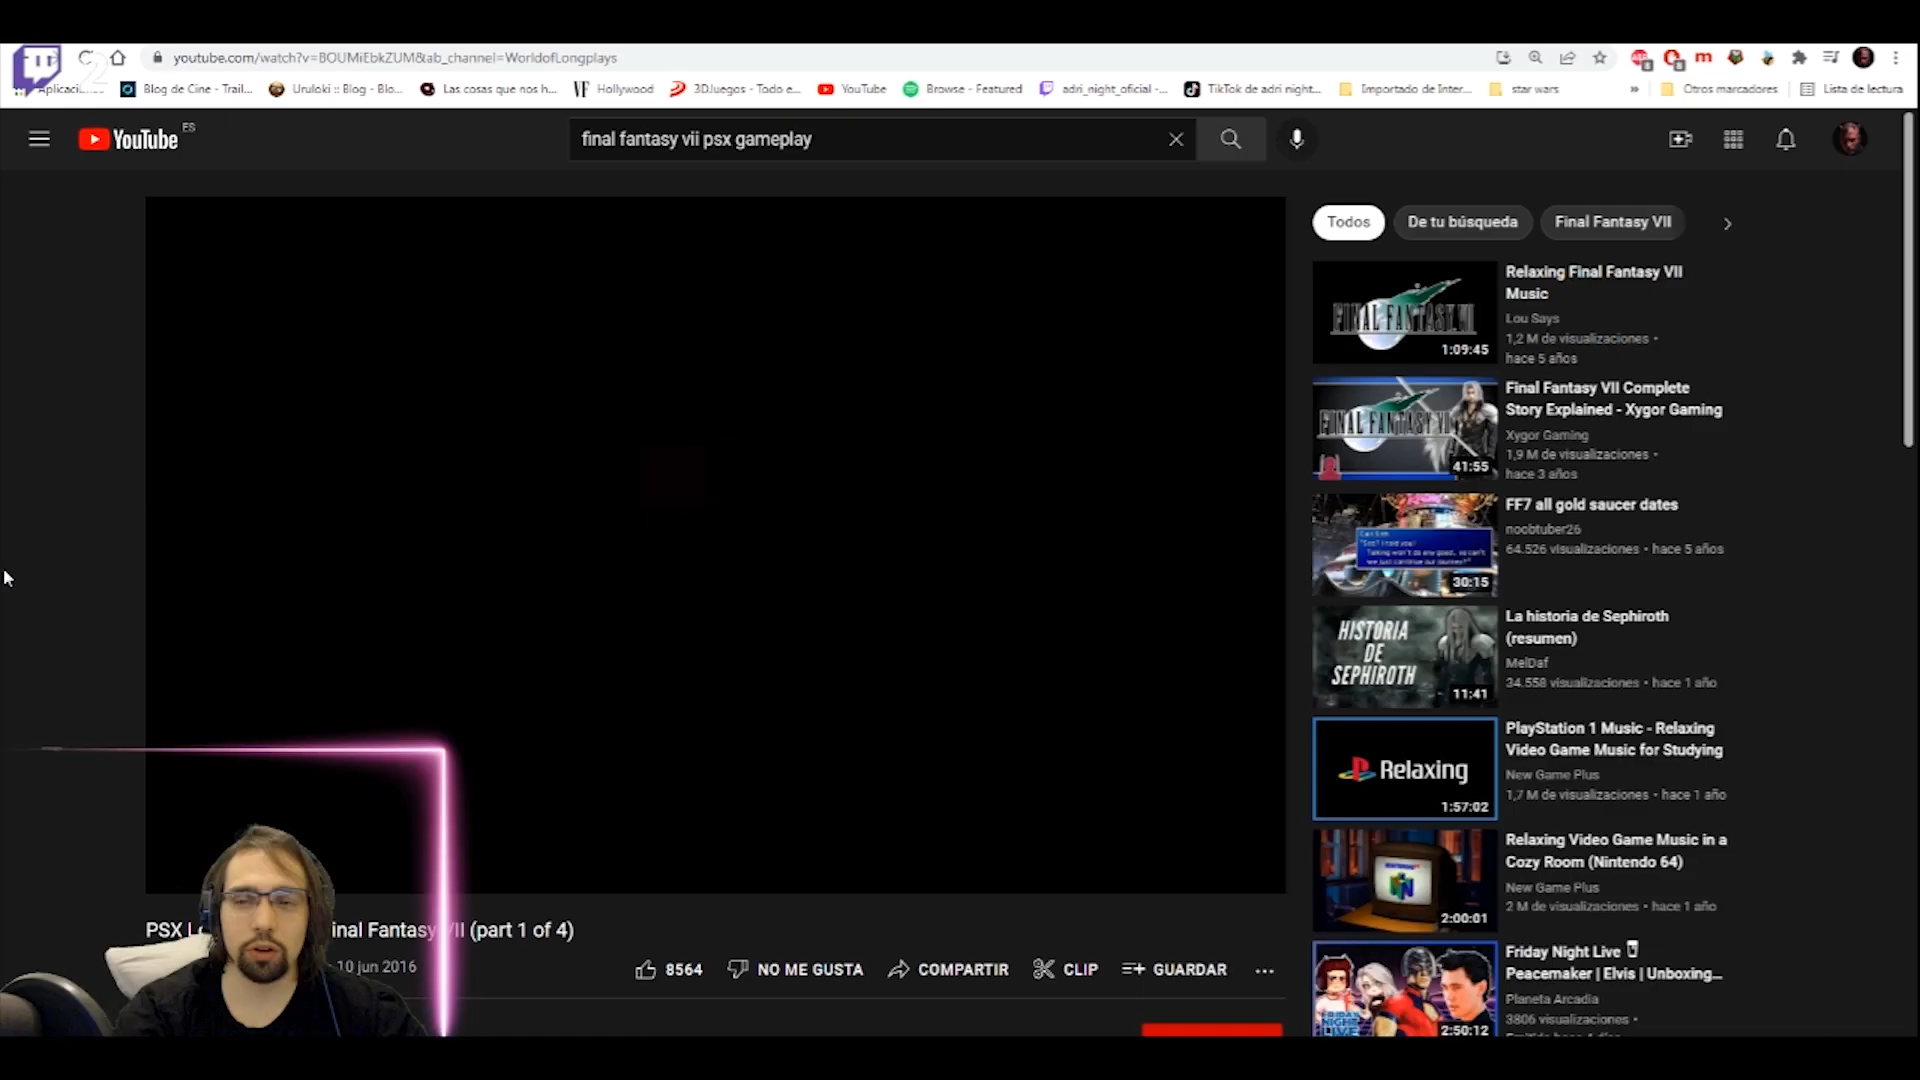 youtube.com/watch?v=BOUMiEbkZUM&ab_channel=WorldofLongplays
Blog de Cine - Trail...
Uruloki :: Blog - Blo...
Las cosas que nos h...
VF Hollywood
3DJuegos - Todo e...
YouTube
Browse - Featured
adri_night_oficial -...
TikTok de adri night...
Importado de Inter...
star wars
»
Otros marcadores
Lista de lectura
YouTube ES
final fantasy vii psx gameplay
Todos
De tu búsqueda
Final Fantasy VII
FINAL FANTASY VII
1:09:45
Relaxing Final Fantasy VII
Music
Lou Says
1,2 M de visualizaciones •
hace 5 años
FINAL FANTASY VII
41:55
Final Fantasy VII Complete
Story Explained - Xygor Gaming
Xygor Gaming
1,9 M de visualizaciones •
hace 3 años
30:15
FF7 all gold saucer dates
noobtuber26
64.526 visualizaciones • hace 5 años
HISTORIA
DE
SEPHIROTH
11:41
La historia de Sephiroth
(resumen)
MelDaf
34.558 visualizaciones • hace 1 año
Relaxing
1:57:02
PlayStation 1 Music - Relaxing
Video Game Music for Studying
New Game Plus
1,7 M de visualizaciones • hace 1 año
2:00:01
Relaxing Video Game Music in a
Cozy Room (Nintendo 64)
New Game Plus
2 M de visualizaciones • hace 1 año
NIGHT LIVE
2:50:12
Friday Night Live
Peacemaker | Elvis | Unboxing...
Planeta Arcadia
3806 visualizaciones •
PSX
inal Fantasy VII (part 1 of 4)
• 10 jun 2016
8564
NO ME GUSTA
COMPARTIR
CLIP
GUARDAR